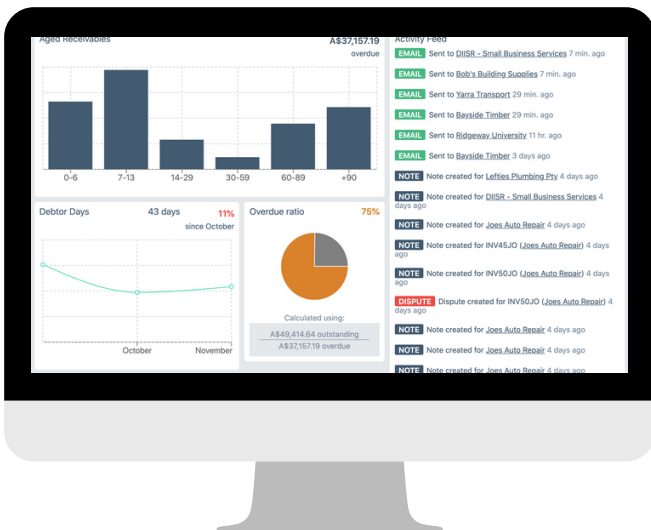 Aged Receivables
A$37,157.19
overdue
0-6 7-13 14-29 30-59 60-89 +90
Debtor Days 43 days 11%
since October
October November
Overdue ratio 75%
Calculated using:
A$49,414.64 outstanding
A$37,157.19 overdue
Activity Feed
EMAIL Sent to DIISR - Small Business Services 7 min. ago
EMAIL Sent to Bob's Building Supplies 7 min. ago
EMAIL Sent to Yarra Transport 29 min. ago
EMAIL Sent to Bayside Timber 29 min. ago
EMAIL Sent to Ridgeway University 11 hr. ago
EMAIL Sent to Bayside Timber 3 days ago
NOTE Note created for Lefties Plumbing Pty 4 days ago
NOTE Note created for DIISR - Small Business Services 4
days ago
NOTE Note created for Joes Auto Repair 4 days ago
NOTE Note created for INV45JO (Joes Auto Repair) 4 days
ago
NOTE Note created for INV50JO (Joes Auto Repair) 4 days
ago
DISPUTE Dispute created for INV50JO (Joes Auto Repair) 4
days ago
NOTE Note created for Joes Auto Repair 4 days ago
NOTE Note created for Joes Auto Repair 4 days ago
NOTE Note created for Joes Auto Repair 4 days ago